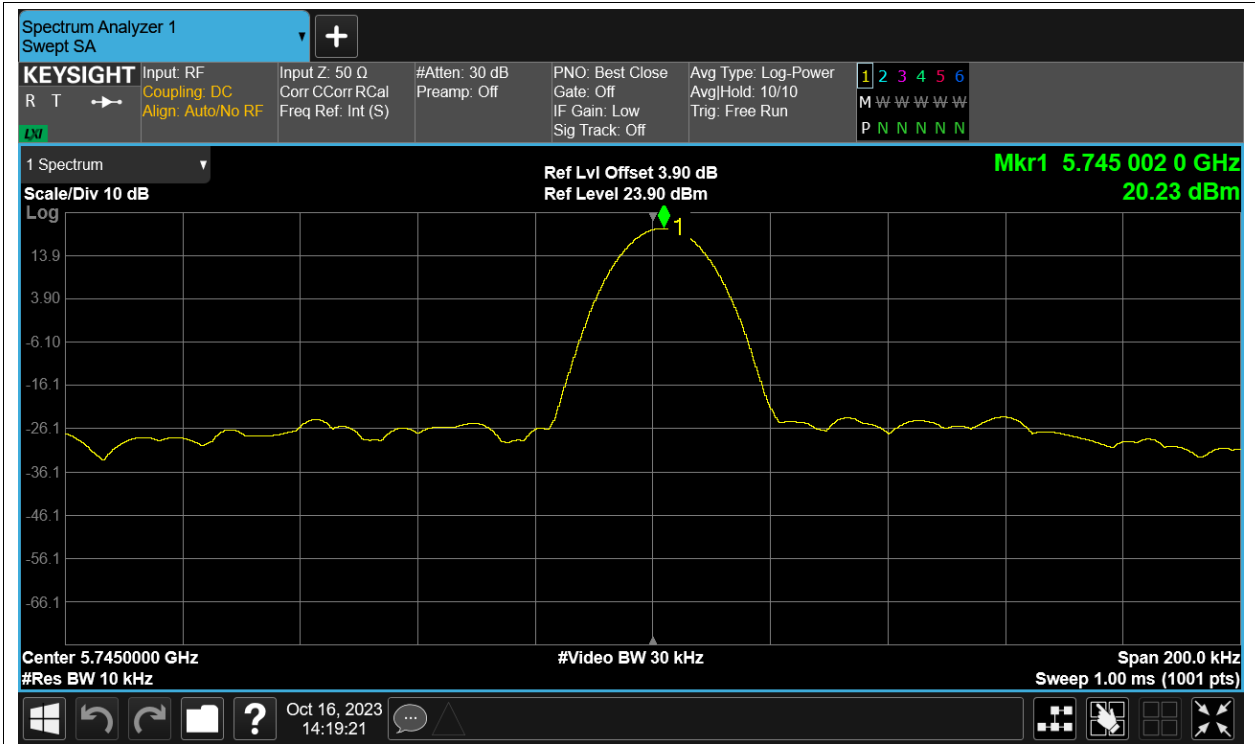 Spectrum Analyzer 1
Swept SA
+
KEYSIGHT
R T
LXI
Input: RF
Coupling: DC
Align: Auto/No RF
Input Z: 50 Ω
Corr CCorr RCal
Freq Ref: Int (S)
#Atten: 30 dB
Preamp: Off
PNO: Best Close
Gate: Off
IF Gain: Low
Sig Track: Off
Avg Type: Log-Power
Avg|Hold: 10/10
Trig: Free Run
1 2 3 4 5 6
M W W W W W
P N N N N N
1 Spectrum
Scale/Div 10 dB
Log
Ref Lvl Offset 3.90 dB
Ref Level 23.90 dBm
Mkr1 5.745 002 0 GHz
20.23 dBm
1
13.9
3.90
-6.10
-16.1
-26.1
-36.1
-46.1
-56.1
-66.1
Center 5.7450000 GHz
#Res BW 10 kHz
#Video BW 30 kHz
Span 200.0 kHz
Sweep 1.00 ms (1001 pts)
?
Oct 16, 2023
14:19:21